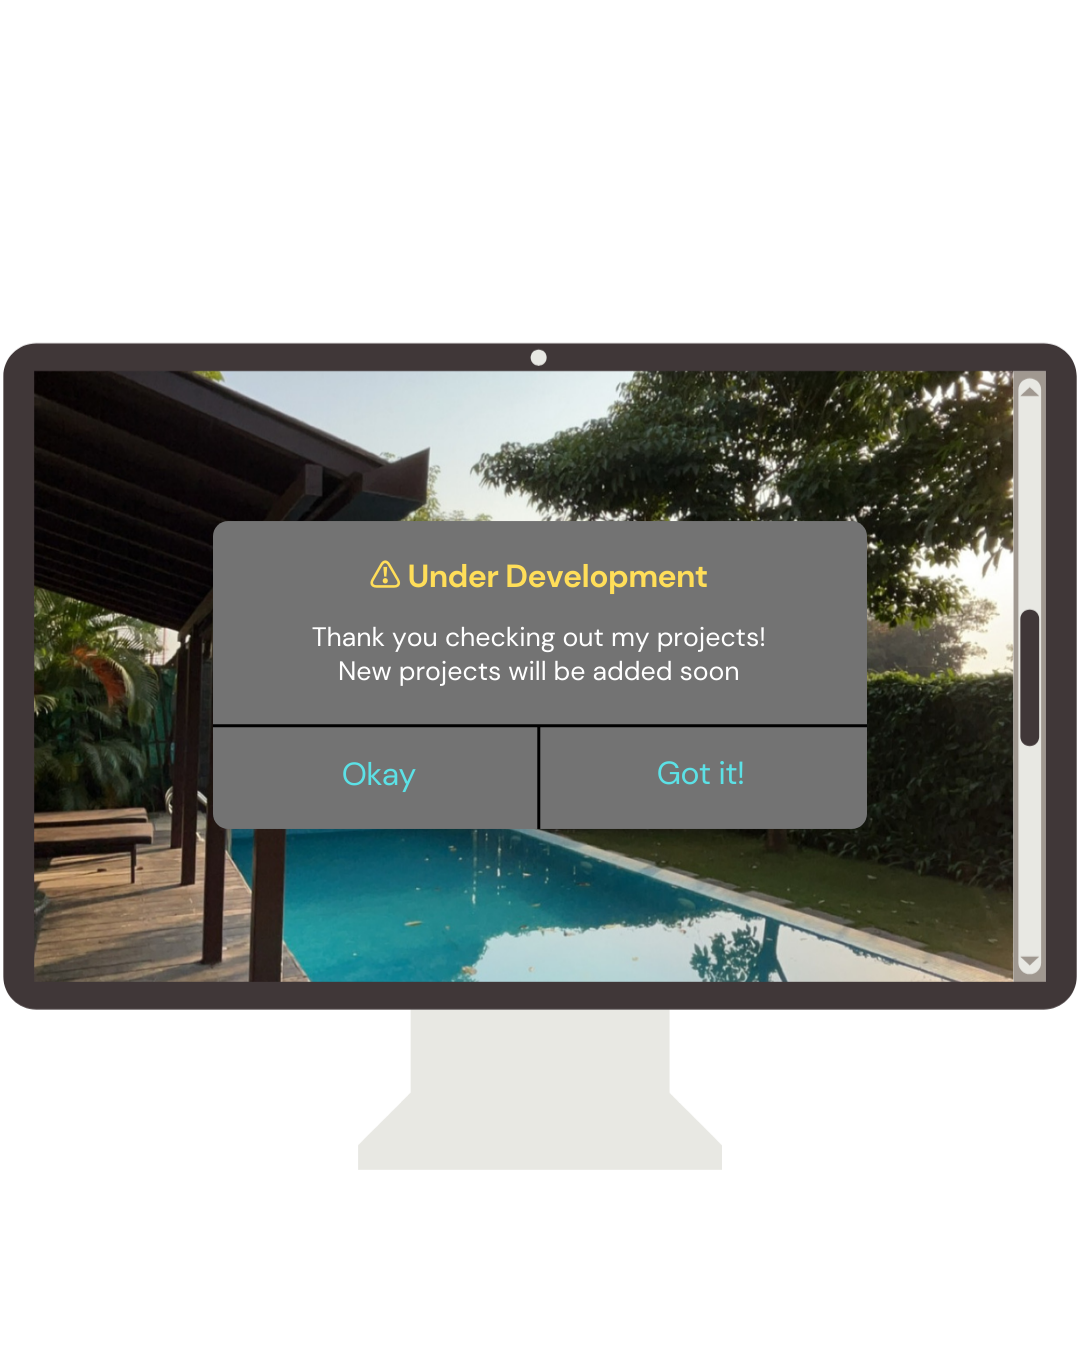 Under Development
Thank you checking out my projects!
New projects will be added soon
Okay
Got it!